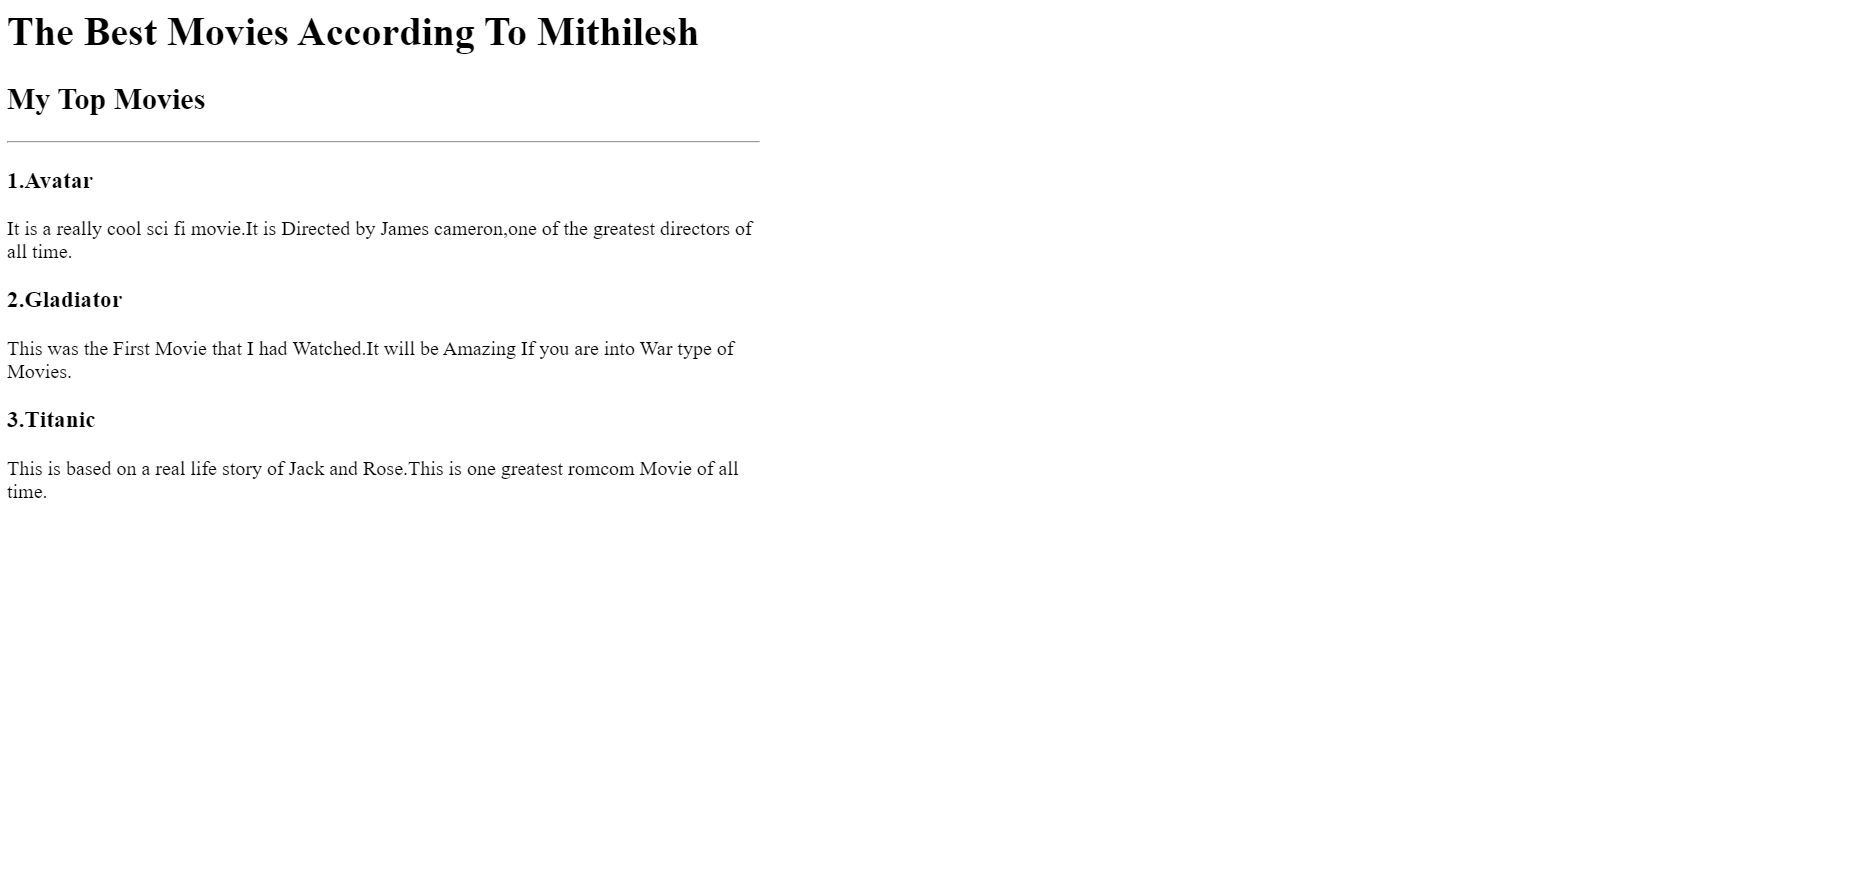 The Best Movies According To Mithilesh
My Top Movies
1.Avatar
It is a really cool sci fi movie.It is Directed by James cameron,one of the greatest directors of
all time.
2.Gladiator
This was the First Movie that I had Watched.It will be Amazing If you are into War type of
Movies.
3.Titanic
This is based on a real life story of Jack and Rose.This is one greatest romcom Movie of all
time.